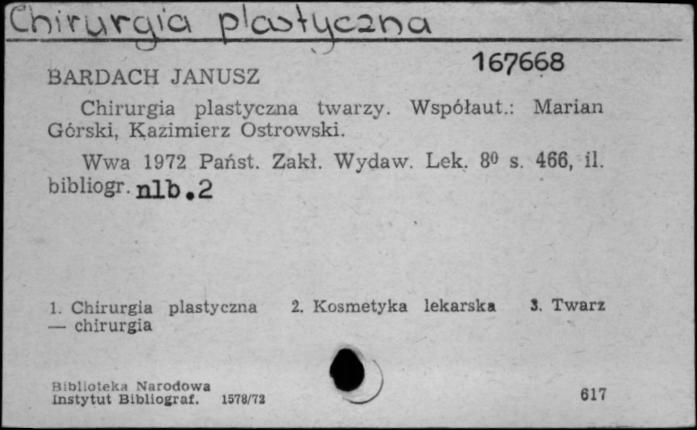 Chirurgia plastyczna
167668
BARDACH JANUSZ
Chirurgia plastyczna twarzy. Współaut.: Marian
Górski, Kazimierz Ostrowski.
Wwa 1972 Państ. Zakł. Wydaw. Lek. 8⁰ s. 466, il.
bibliogr. nlb.2
1. Chirurgia plastyczna 2. Kosmetyka lekarska 3. Twarz
— chirurgia
Biblioteka Narodowa
Instytut Bibliograf. 1578/72
617